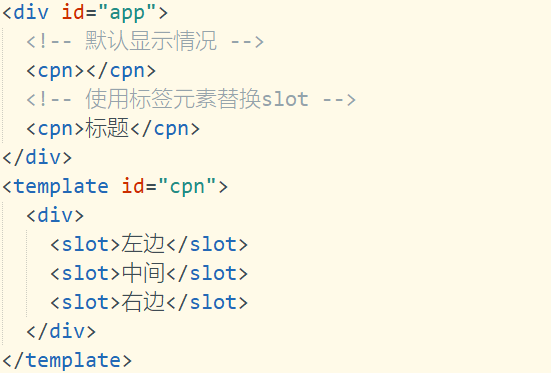 <div id="app">
  <!-- 默认显示情况 -->
  <cpn></cpn>
  <!-- 使用标签元素替换slot -->
  <cpn>标题</cpn>
</div>
<template id="cpn">
  <div>
    <slot>左边</slot>
    <slot>中间</slot>
    <slot>右边</slot>
  </div>
</template>